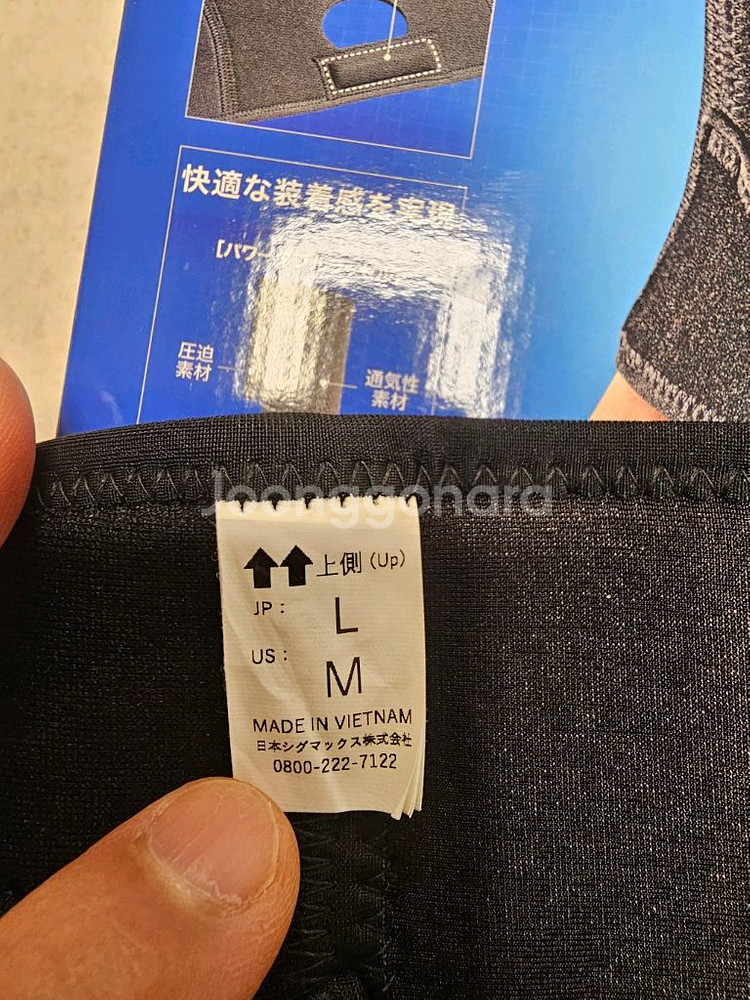 快適な装着感を実現
[パワー
圧迫
素材
通気性
素材
Joonggonara
上側 (Up)
JP: L
US: M
MADE IN VIETNAM
日本シグマックス株式会社
0800-222-7122